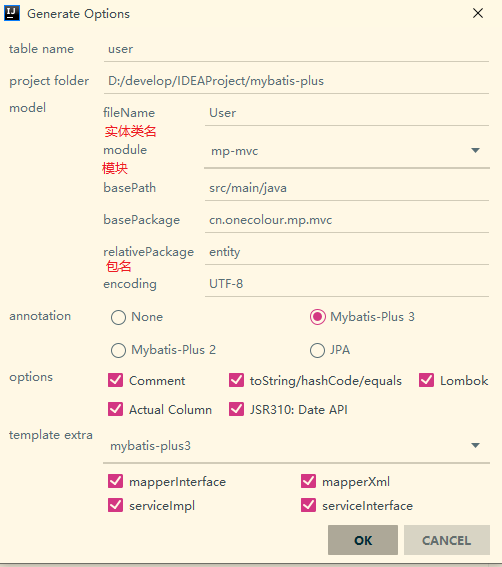 Generate Options
table name user
project folder D:/develop/IDEAProject/mybatis-plus
model
fileName User
实体类名
module mp-mvc
模块
basePath src/main/java
basePackage cn.onecolour.mp.mvc
relativePackage entity
包名
encoding UTF-8
annotation None Mybatis-Plus 3
Mybatis-Plus 2 JPA
options Comment toString/hashCode/equals Lombok
Actual Column JSR310: Date API
template extra mybatis-plus3
mapperInterface mapperXml
serviceImpl serviceInterface
OK CANCEL